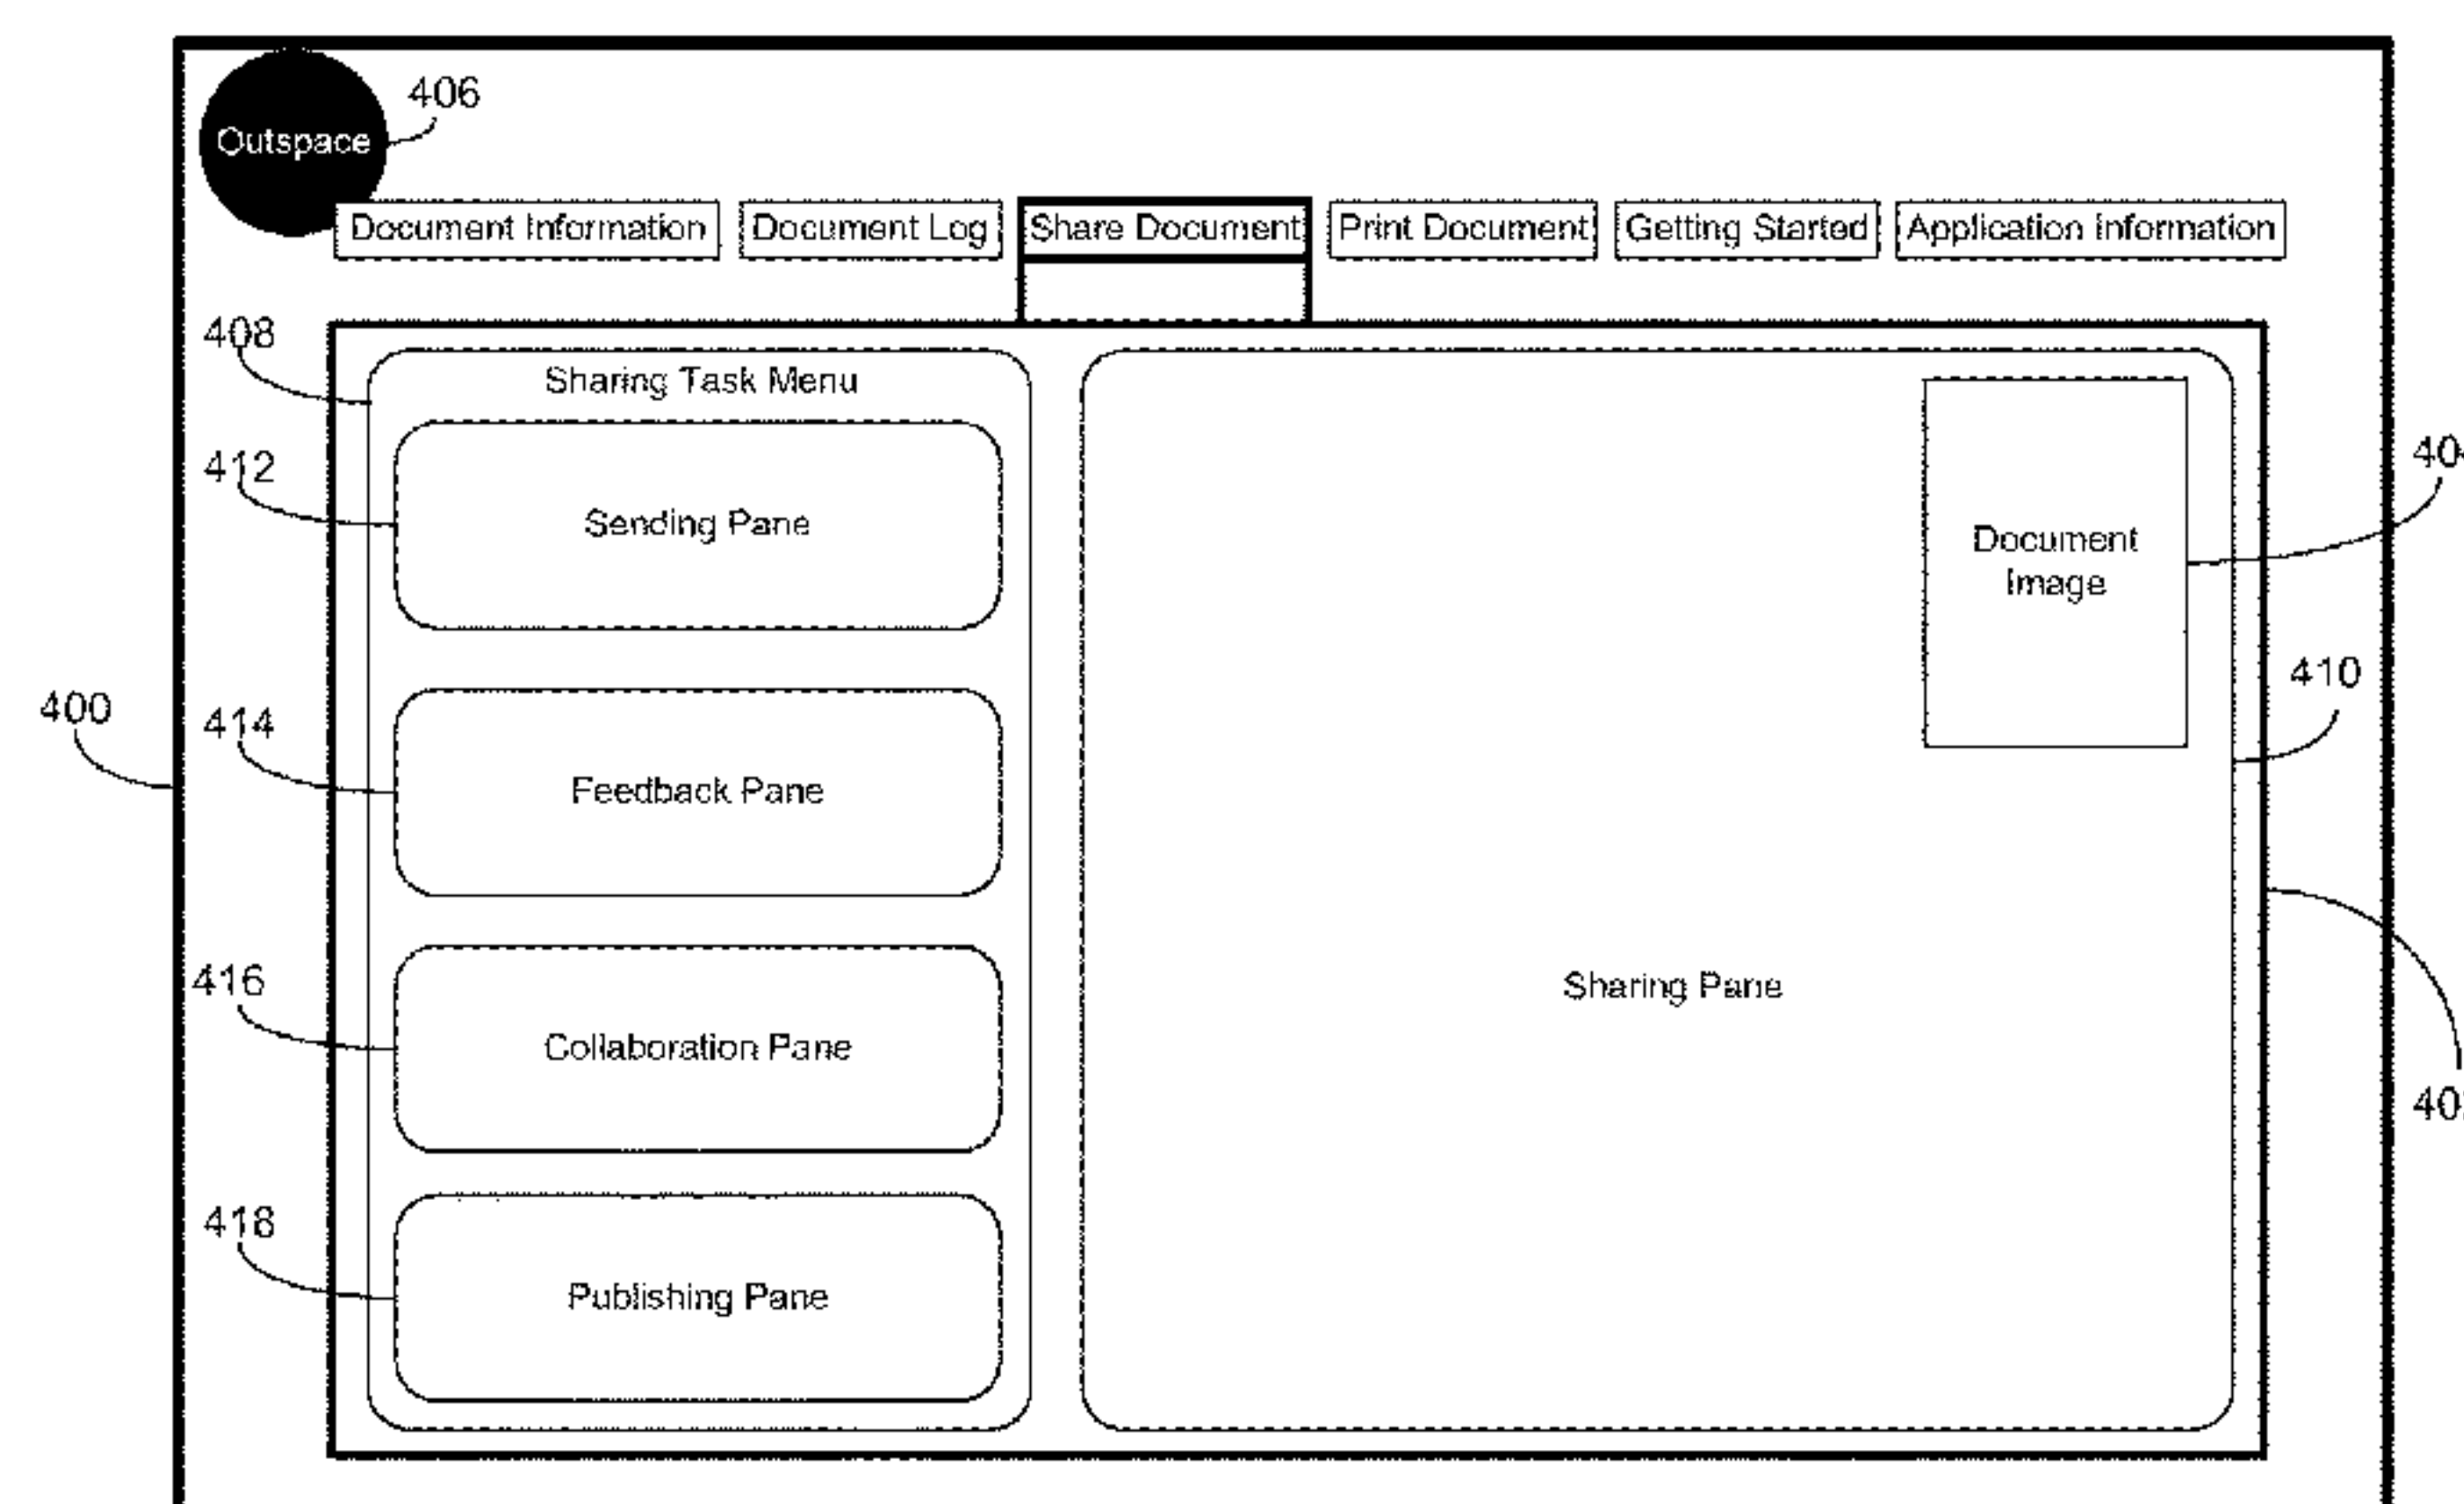 406
Outspace
Document Information Document Log Share Document Print Document Getting Started Application Information
408
Sharing Task Menu
412
Sending Pane
Document
Image
410
400
414
Feedback Pane
416
Collaboration Pane
Sharing Pane
418
Publishing Pane